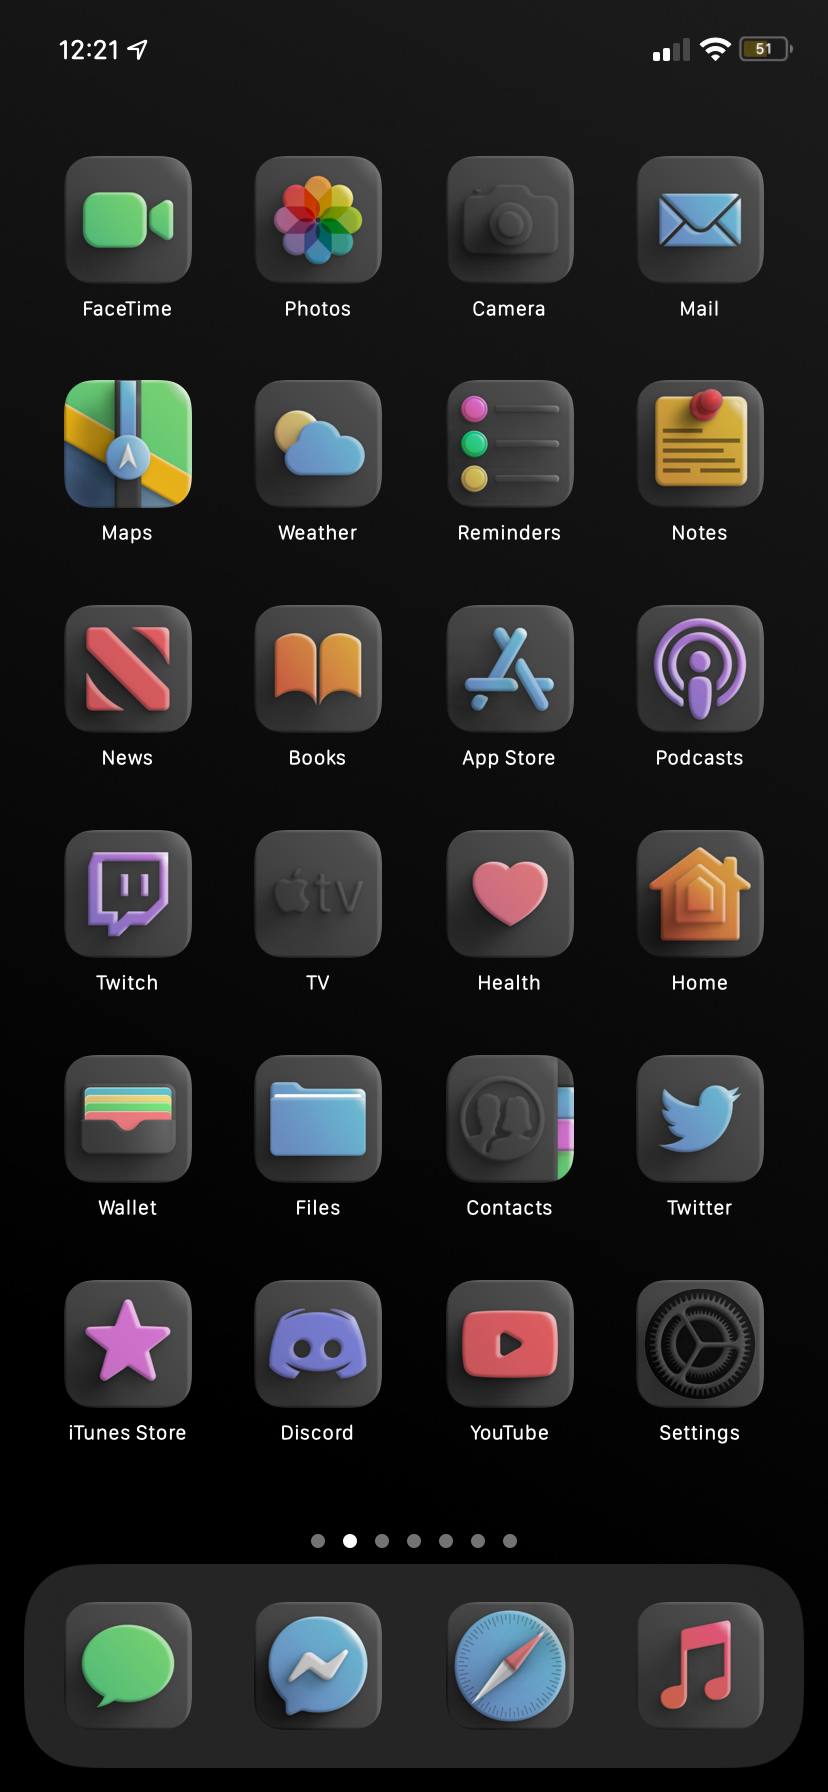 12:21 51
FaceTime Photos Camera Mail
Maps Weather Reminders Notes
News Books App Store Podcasts
tv
Twitch TV Health Home
Wallet Files Contacts Twitter
iTunes Store Discord YouTube Settings